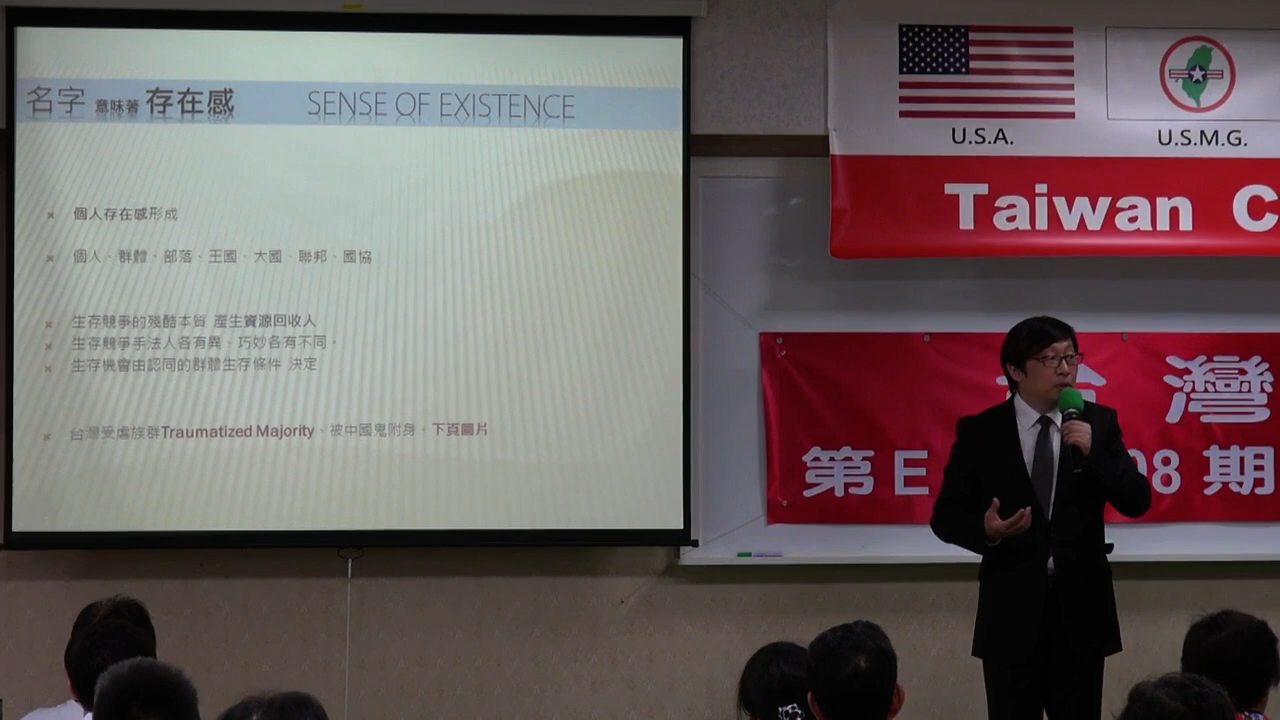 名字 意味著 存在感 SENSE OF EXISTENCE
個人存在感形成
個人、群體、部落、王國、大國、聯邦、國協
生存競爭的殘酷本質 產生資源回收人
生存競爭手法人各有異、巧妙各有不同。
生存機會由認同的群體生存條件 決定
台灣受虐族群Traumatized Majority、被中國鬼附身。下頁圖片
U.S.A.
U.S.M.G.
Taiwan C
灣
第 E 08 期